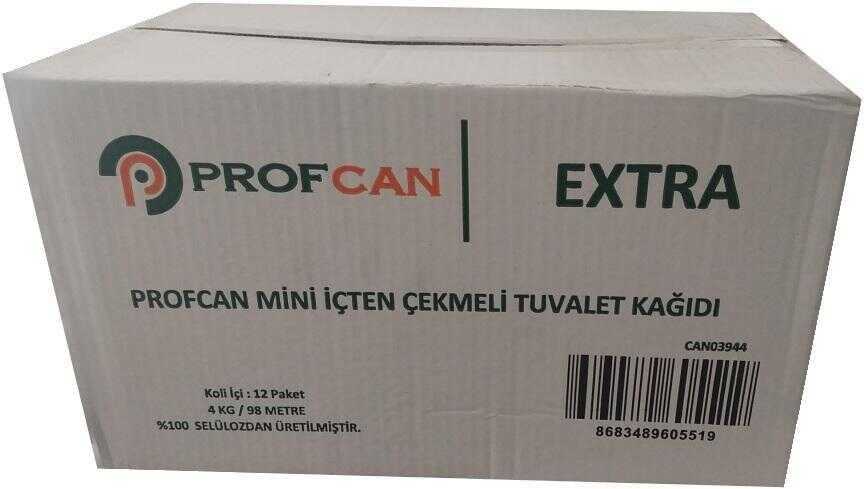 PROFCAN
EXTRA
PROFCAN MİNİ İÇTEN ÇEKMELİ TUVALET KAĞIDI
CAN03944
Koli İçi : 12 Paket
4 KG / 98 METRE
%100 SELÜLOZDAN ÜRETİLMİŞTİR.
8683489605519